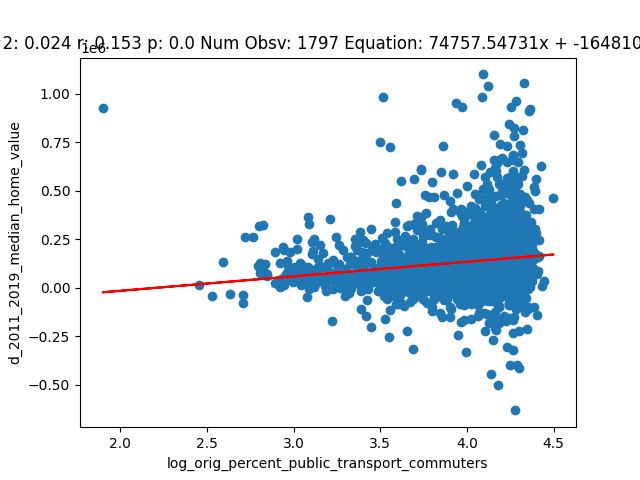 2: 0.024 r: 0.153 p: 0.0 Num Obsv: 1797 Equation: 74757.54731x + -164810
1e6
1.00
0.75
0.50
0.25
0.00
−0.25
−0.50
d_2011_2019_median_home_value
2.0 2.5 3.0 3.5 4.0 4.5
log_orig_percent_public_transport_commuters